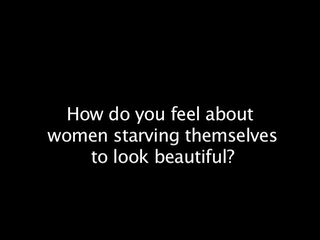 How do you feel about
women starving themselves
to look beautiful?